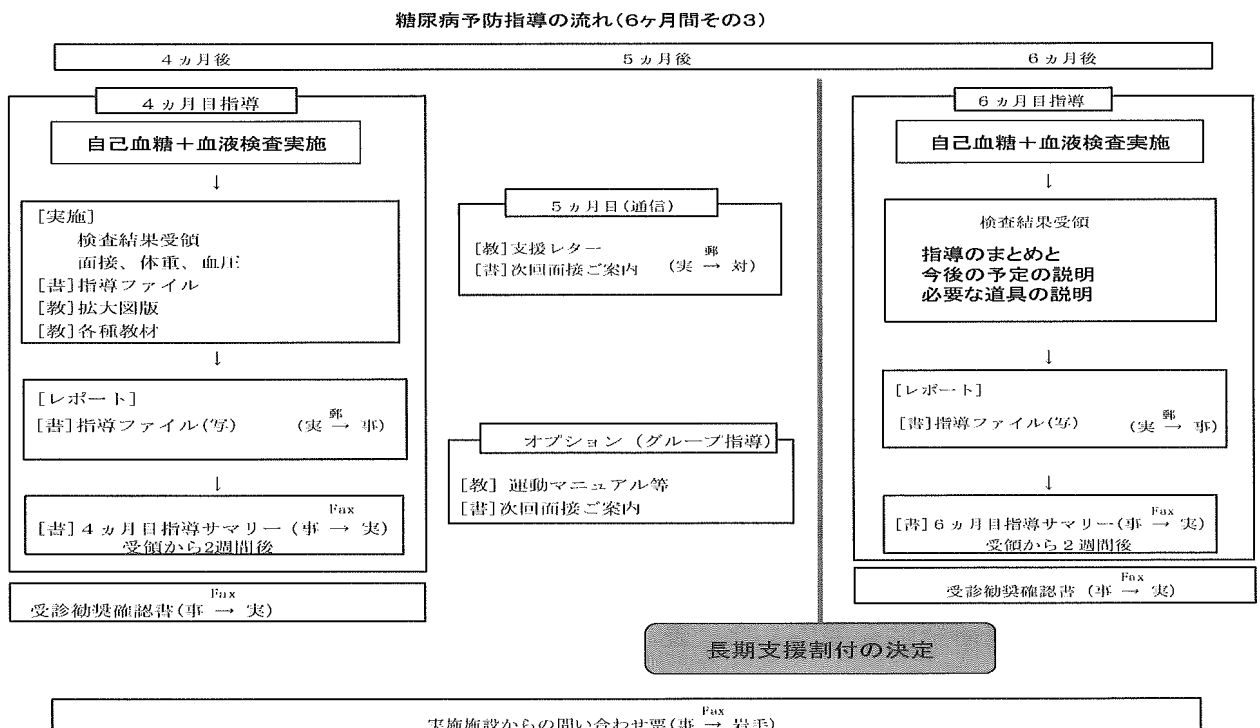 糖尿病予防指導の流れ(6ヶ月間その3)
4ヵ月後 5ヵ月後 6ヵ月後
4ヵ月目指導
自己血糖+血液検査実施
↓
[実施]
検査結果受領
面接、体重、血圧
[書]指導ファイル
[教]拡大図版
[教]各種教材
↓
[レポート]
郵
[書]指導ファイル(写) (実 → 事)
↓
Fax
[書]4ヵ月目指導サマリー(事 → 実)
受領から2週間後
Fax
受診勧奨確認書(事 → 実)
5ヵ月目(通信)
[教]支援レター 郵
[書]次回面接ご案内 (実 → 対)
オプション(グループ指導)
[教] 運動マニュアル等
[書]次回面接ご案内
6ヵ月目指導
自己血糖+血液検査実施
↓
検査結果受領
指導のまとめと
今後の予定の説明
必要な道具の説明
↓
[レポート]
郵
[書]指導ファイル(写) (実 → 事)
↓
Fax
[書]6ヵ月目指導サマリー(事 → 実)
受領から2週間後
Fax
受診勧奨確認書 (事 → 実)
長期支援割付の決定
Fax
実施施設からの問い合わせ票(事 → 岩手)